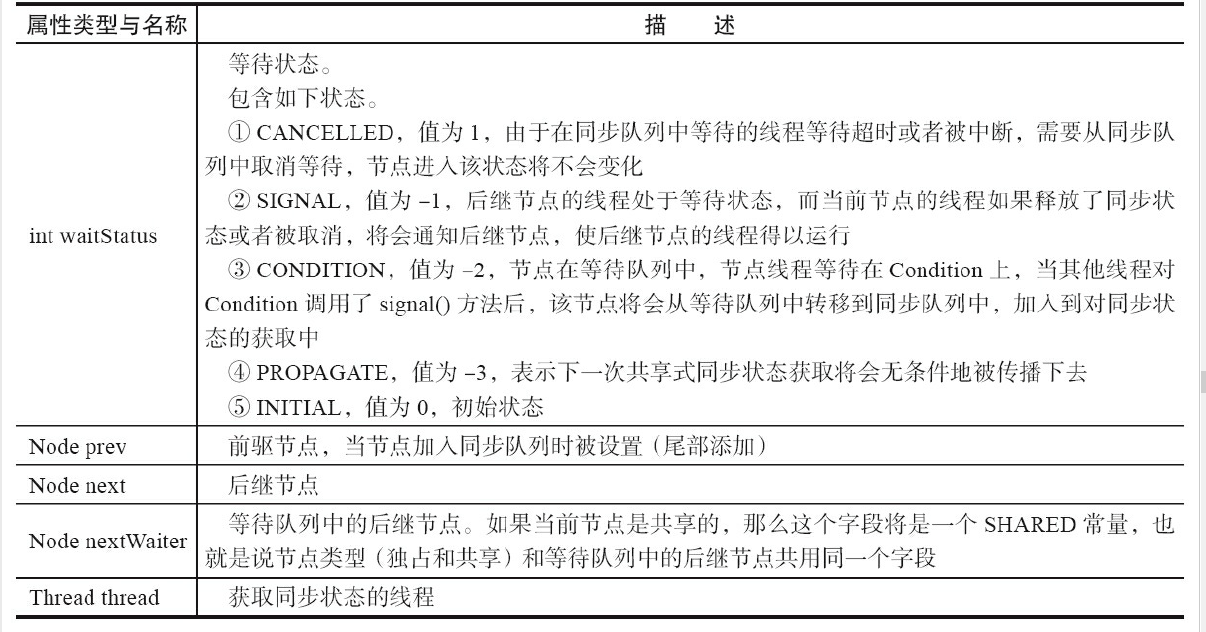 属性类型与名称 描 述
等待状态。
包含如下状态。
① CANCELLED，值为 1，由于在同步队列中等待的线程等待超时或者被中断，需要从同步队
列中取消等待，节点进入该状态将不会变化
② SIGNAL，值为 –1，后继节点的线程处于等待状态，而当前节点的线程如果释放了同步状
int waitStatus 态或者被取消，将会通知后继节点，使后继节点的线程得以运行
③ CONDITION，值为 –2，节点在等待队列中，节点线程等待在 Condition 上，当其他线程对
Condition 调用了 signal() 方法后，该节点将会从等待队列中转移到同步队列中，加入到对同步状
态的获取中
④ PROPAGATE，值为 –3，表示下一次共享式同步状态获取将会无条件地被传播下去
⑤ INITIAL，值为 0，初始状态
Node prev 前驱节点，当节点加入同步队列时被设置（尾部添加）
Node next 后继节点
Node nextWaiter 等待队列中的后继节点。如果当前节点是共享的，那么这个字段将是一个 SHARED 常量，也
就是说节点类型（独占和共享）和等待队列中的后继节点共用同一个字段
Thread thread 获取同步状态的线程